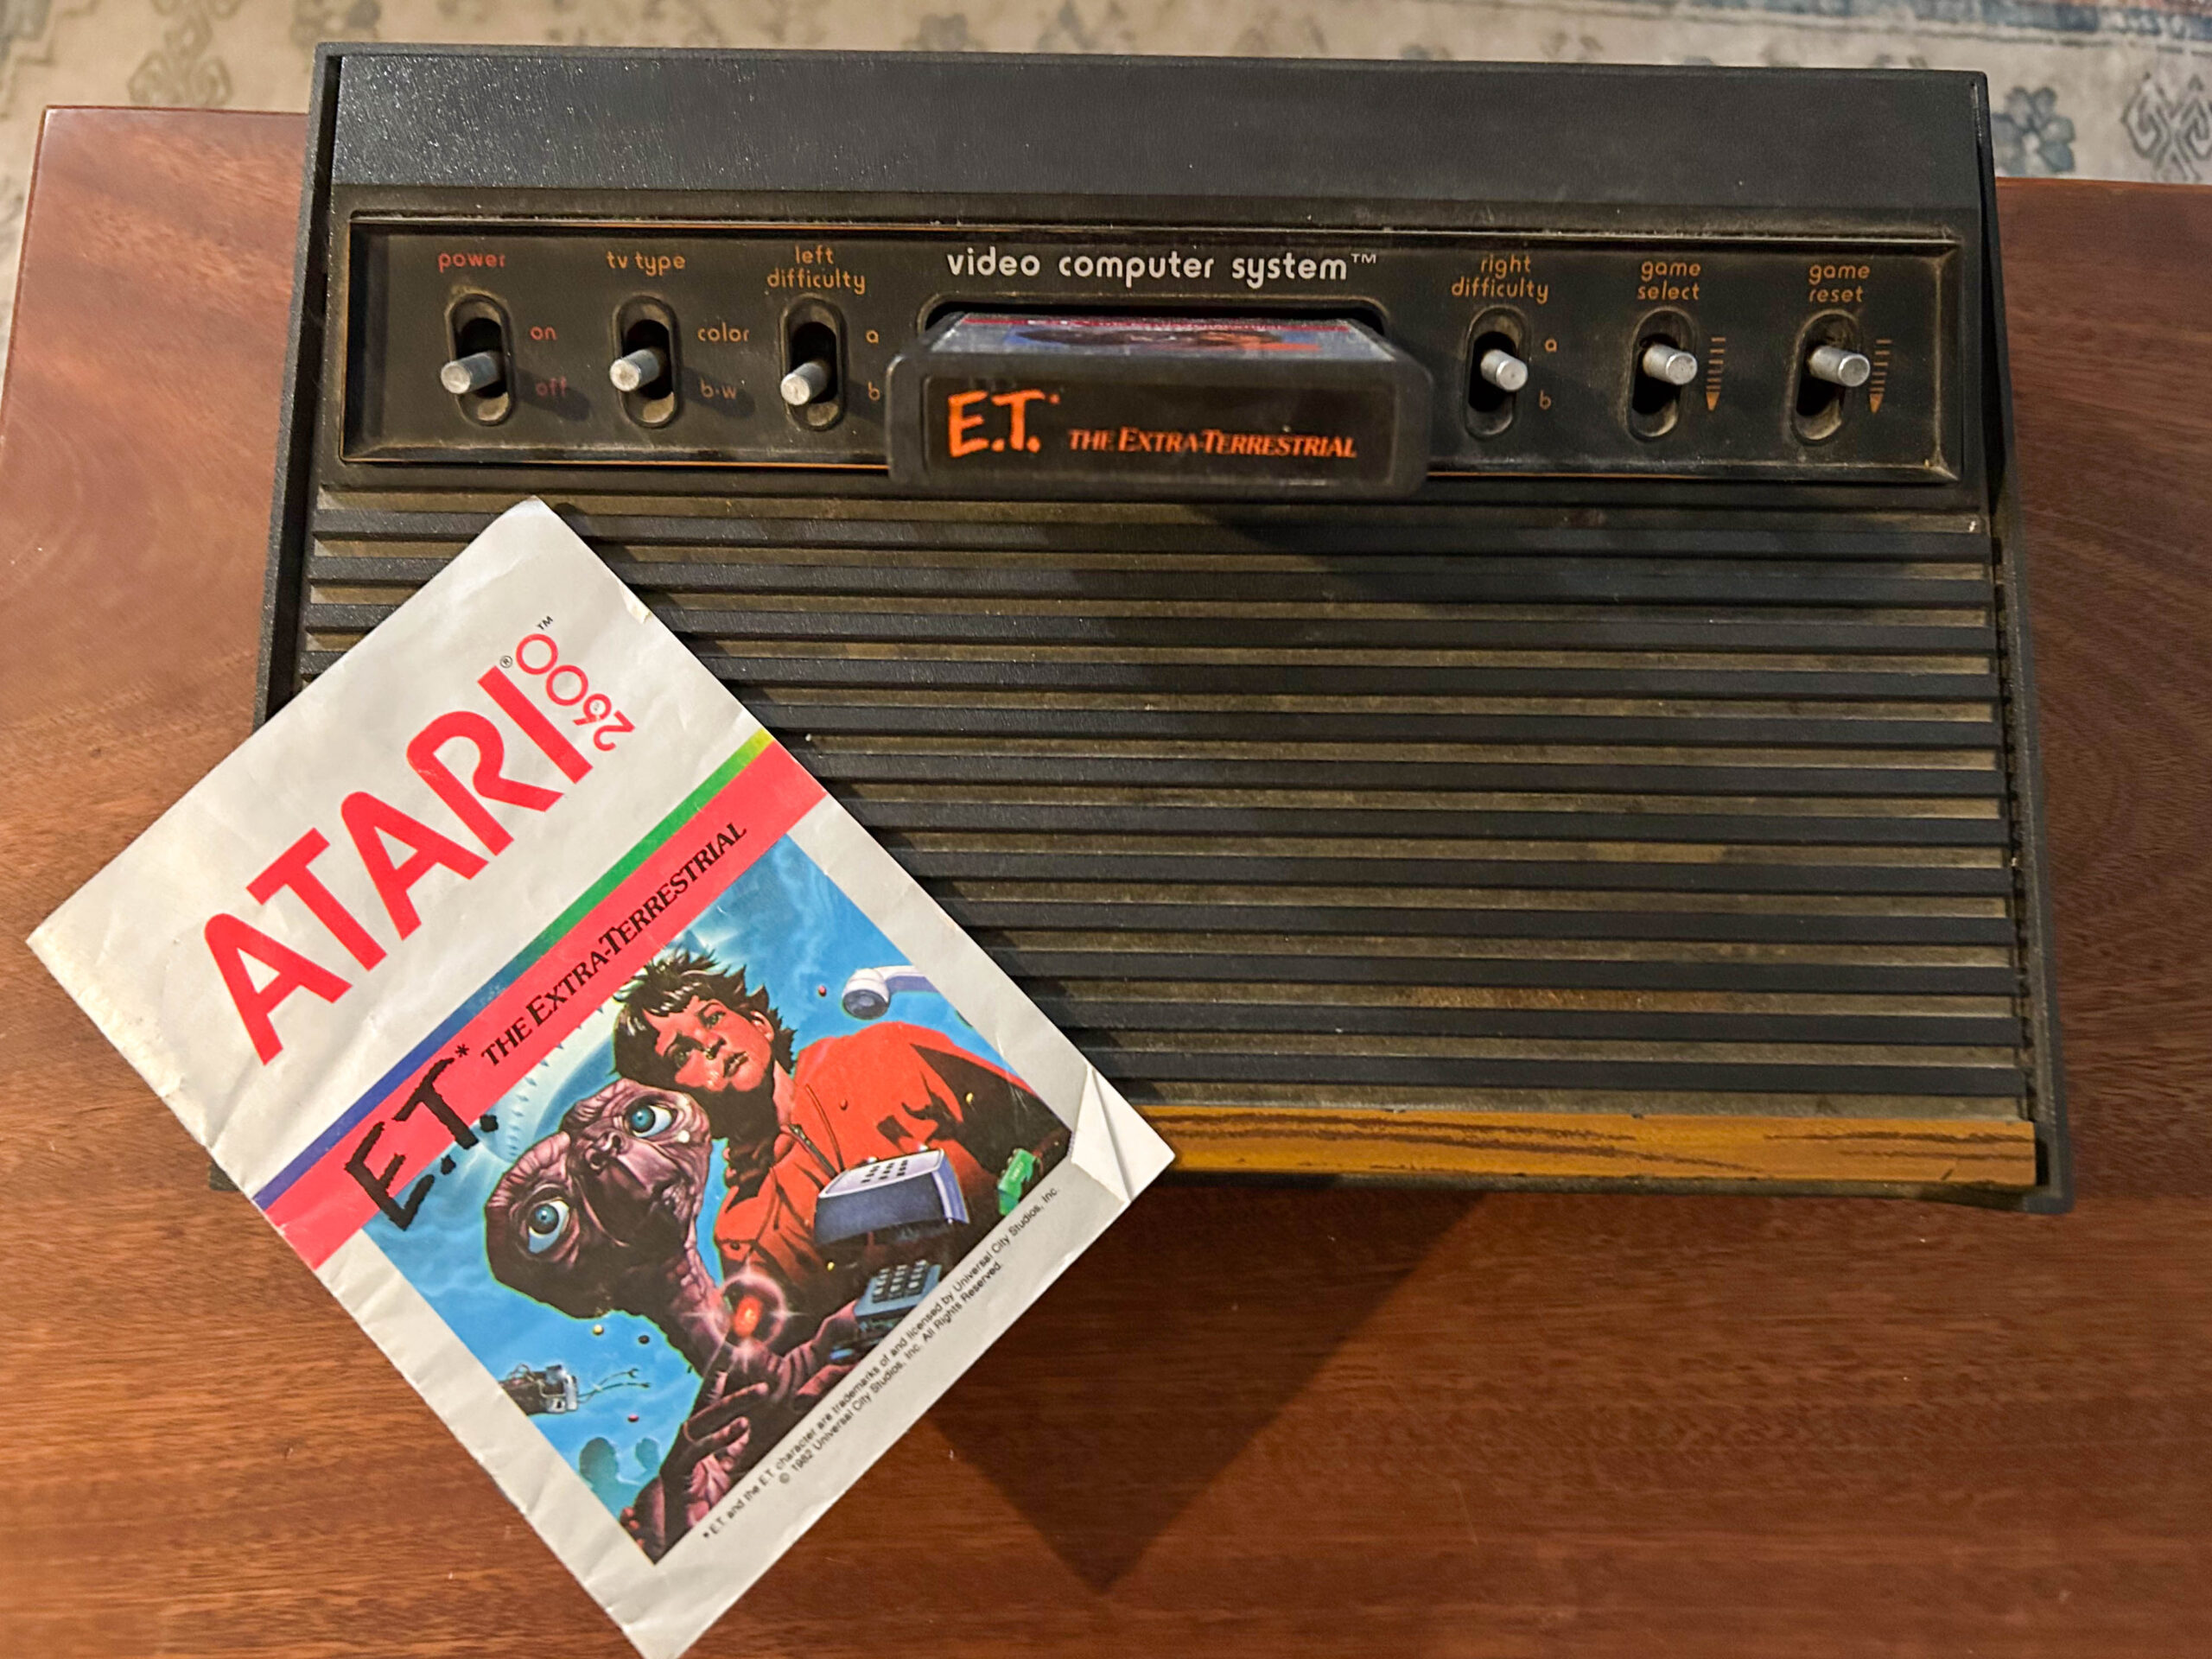 power
on
off
tv type
color
b·w
left
difficulty
a
b
video computer system™
right
difficulty
a
b
game
select
game
reset
E.T.*
THE EXTRA-TERRESTRIAL
ATARI® 2600™
E.T.* THE EXTRA-TERRESTRIAL
*E.T. and the E.T. character are trademarks of and licensed by Universal City Studios, Inc.
© 1982 Universal City Studios, Inc. All Rights Reserved.